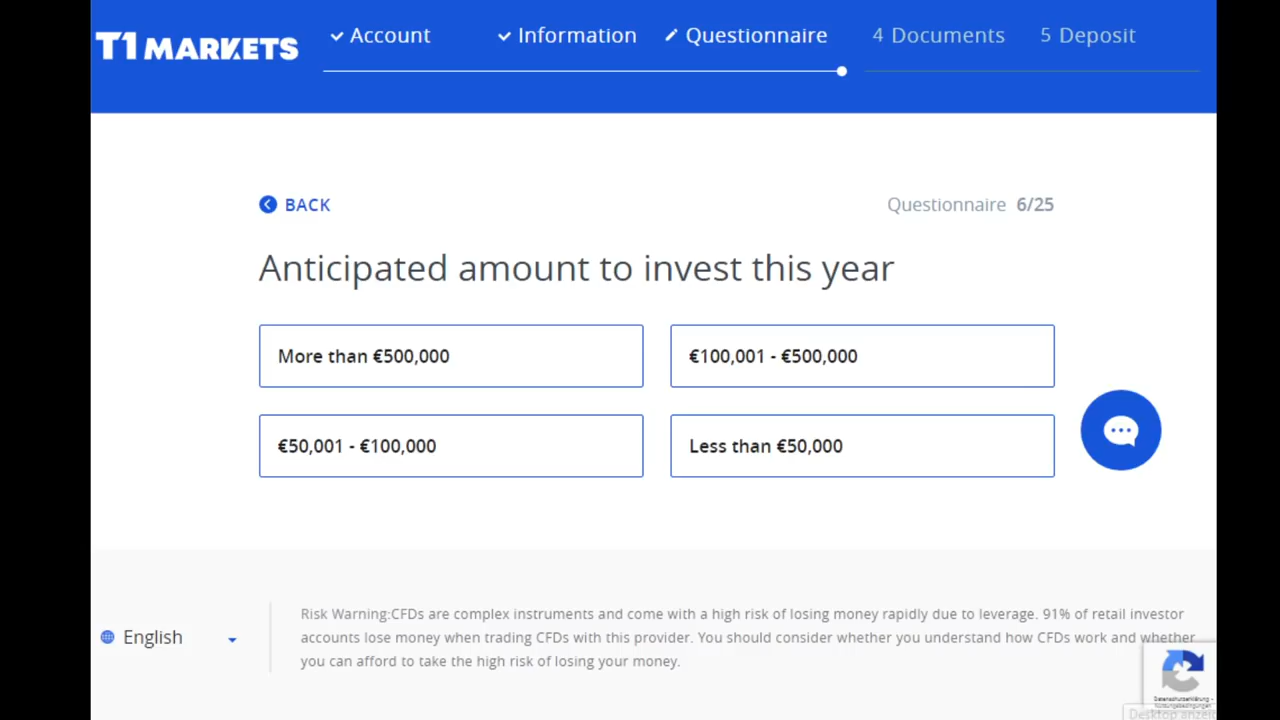 T1 MARKETS
Account
Information
Questionnaire
4 Documents
5 Deposit
BACK
Questionnaire 6/25
Anticipated amount to invest this year
More than €500,000
€100,001 - €500,000
€50,001 - €100,000
Less than €50,000
English
Risk Warning:CFDs are complex instruments and come with a high risk of losing money rapidly due to leverage. 91% of retail investor
accounts lose money when trading CFDs with this provider. You should consider whether you understand how CFDs work and whether
you can afford to take the high risk of losing your money.
Datenschutzerklärung -
Nutzungsbedingungen